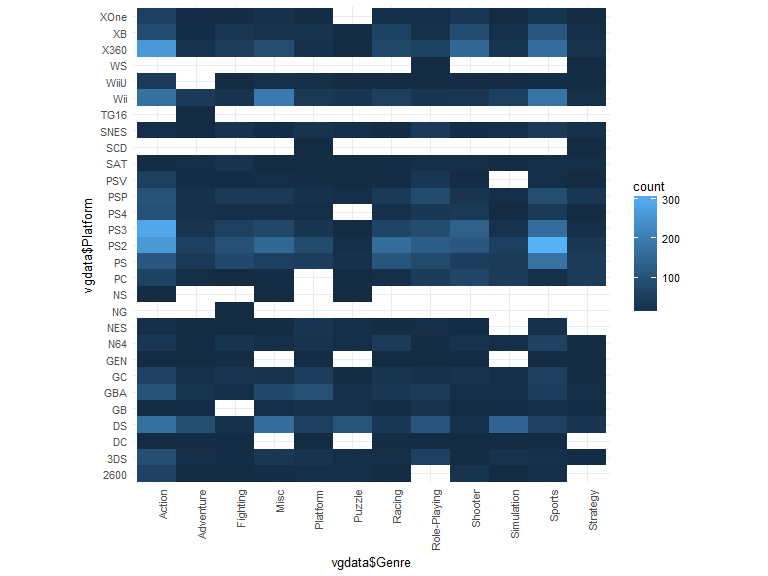 vgdata$Platform
XOne
XB
X360
WS
WiiU
Wii
TG16
SNES
SCD
SAT
PSV
PSP
PS4
PS3
PS2
PS
PC
NS
NG
NES
N64
GEN
GC
GBA
GB
DS
DC
3DS
2600
Action
Adventure
Fighting
Misc
Platform
Puzzle
Racing
Role-Playing
Shooter
Simulation
Sports
Strategy
vgdata$Genre
count
300
200
100